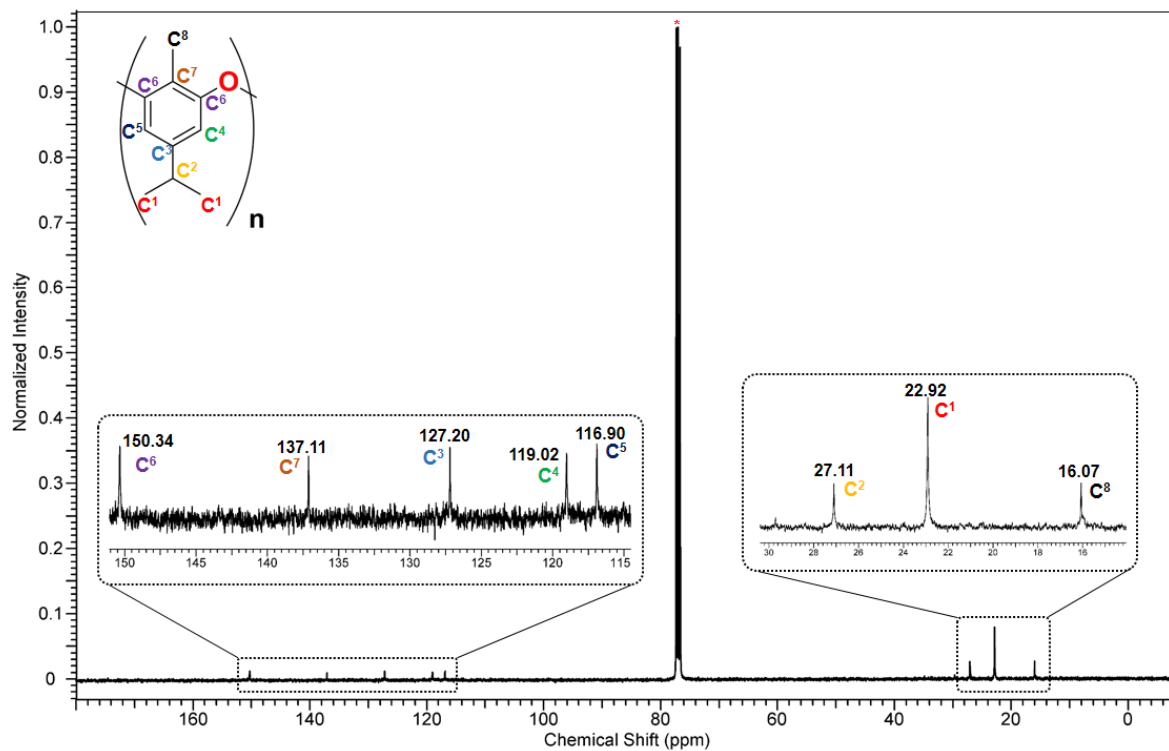 1.0
0.9
0.8
0.7
0.6
0.5
0.4
0.3
0.2
0.1
0
Normalized Intensity
C⁸
C⁶
C⁷
O
C⁶
C⁵
C⁴
C³
C²
C¹
C¹
n
*
150.34
C⁶
137.11
C⁷
127.20
C³
119.02
C⁴
116.90
C⁵
150 145 140 135 130 125 120 115
27.11
C²
22.92
C¹
16.07
C⁸
30 28 26 24 22 20 18 16
160 140 120 100 80 60 40 20 0
Chemical Shift (ppm)